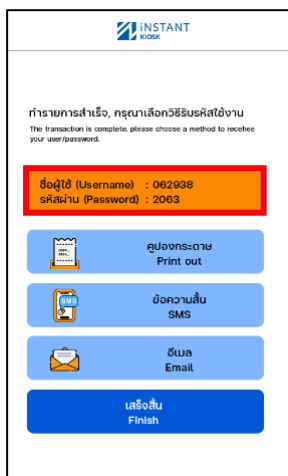 INSTANT
KIOSK
ทำรายการสำเร็จ, กรุณาเลือกวิธีรับรหัสใช้งาน
The transaction is complete, please choose a method to recehee
your user/password.
ชื่อผู้ใช้ (Username) : 062938
รหัสผ่าน (Password) : 2063
คูปองกระดาษ
Print out
SMS
ข้อความสั้น
SMS
อีเมล
Email
เสร็จสิ้น
Finish